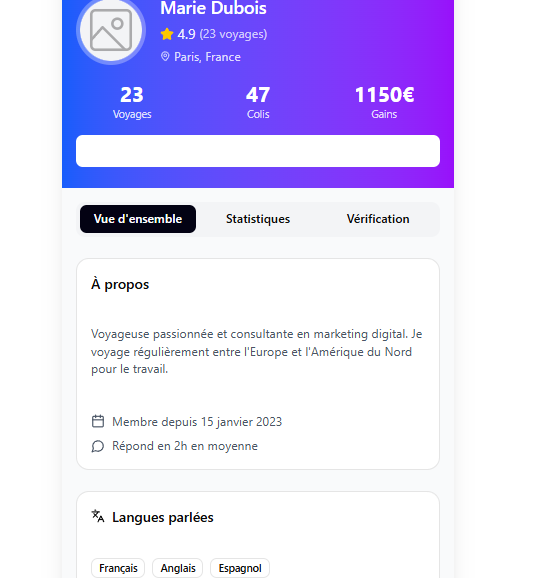 Marie Dubois
4.9 (23 voyages)
Paris, France
23 47 1150€
Voyages Colis Gains
Vue d'ensemble Statistiques Vérification
À propos
Voyageuse passionnée et consultante en marketing digital. Je
voyage régulièrement entre l'Europe et l'Amérique du Nord
pour le travail.
Membre depuis 15 janvier 2023
Répond en 2h en moyenne
Langues parlées
Français Anglais Espagnol